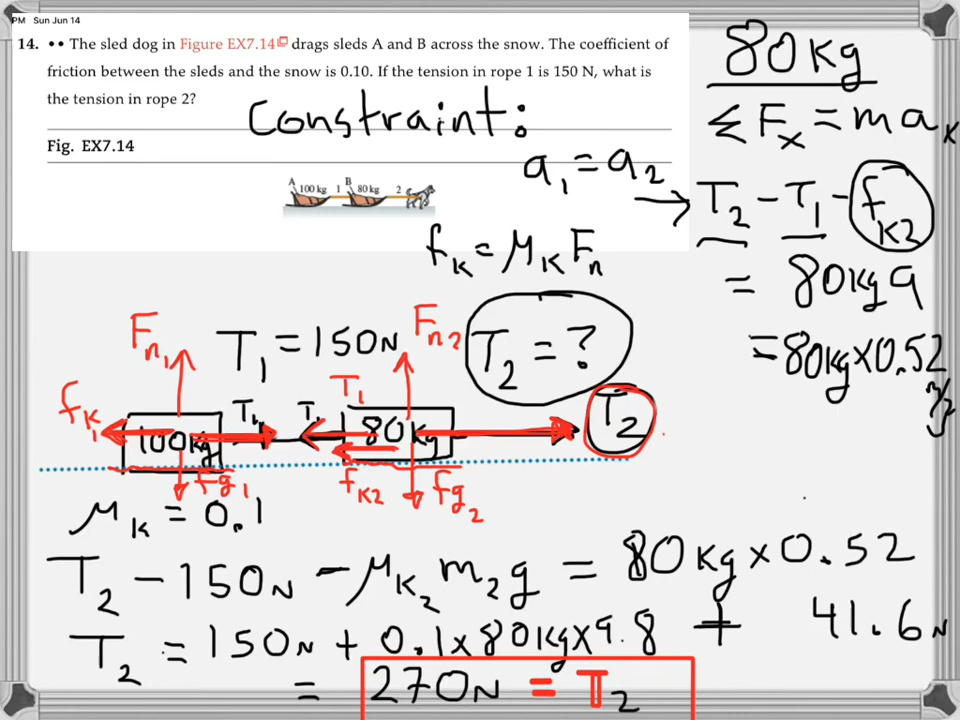 PM Sun Jun 14
14. •• The sled dog in Figure EX7.14 drags sleds A and B across the snow. The coefficient of
friction between the sleds and the snow is 0.10. If the tension in rope 1 is 150 N, what is
the tension in rope 2?
Fig. EX7.14
A 100 kg 1 B 80 kg 2
Constraint:
a₁ = a₂
fₖ = μₖFₙ
80kg
ΣFₓ = maₓ
→ T₂ - T₁ - fₖ₂
= 80kg a
= 80kg x 0.52 m/s²
T₁ = 150N
T₂ = ?
Fₙ₁
Fₙ₂
T₁
fₖ₁
100kg
T₁
T₁
80kg
T₂
fg₁
fₖ₂
fg₂
μₖ = 0.1
T₂ - 150N - μₖ₂ m₂g = 80kg x 0.52
T₂ = 150N + 0.1 x 80kg x 9.8 + 41.6N
= 270N = T₂